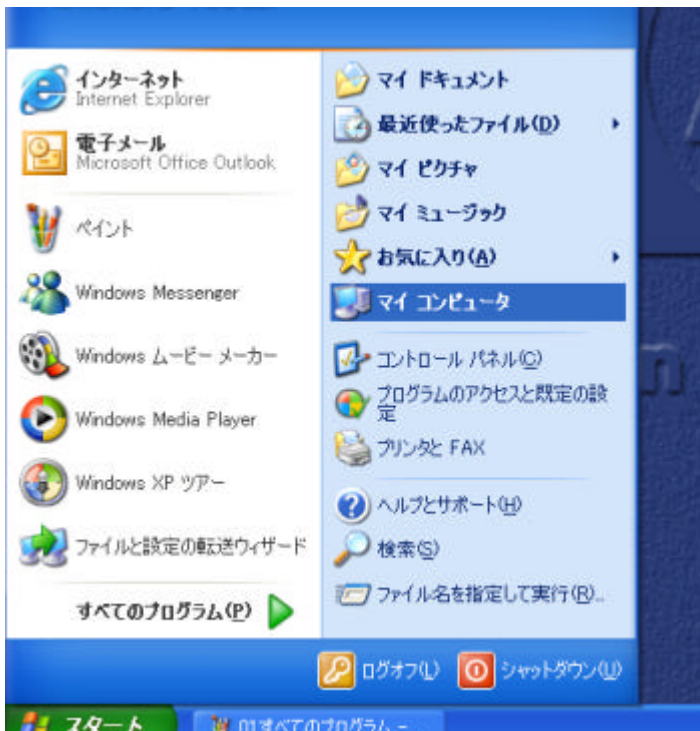 インターネット
Internet Explorer
電子メール
Microsoft Office Outlook
ペイント
Windows Messenger
Windows ムービー メーカー
Windows Media Player
Windows XP ツアー
ファイルと設定の転送ウィザード
すべてのプログラム(P)
マイ ドキュメント
最近使ったファイル(D)
マイ ピクチャ
マイ ミュージック
お気に入り(A)
マイ コンピュータ
コントロール パネル(C)
プログラムのアクセスと既定の設
定
プリンタと FAX
ヘルプとサポート(H)
検索(S)
ファイル名を指定して実行(R)...
ログオフ(L)
シャットダウン(U)
スタート
01すべてのプログラム -